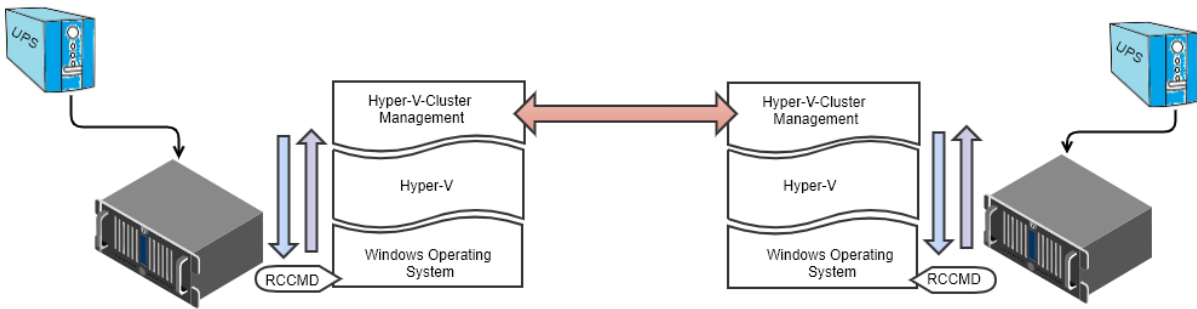 UPS
UPS
Hyper-V-Cluster
Management
Hyper-V-Cluster
Management
Hyper-V
Hyper-V
Windows Operating
System
Windows Operating
System
RCCMD
RCCMD